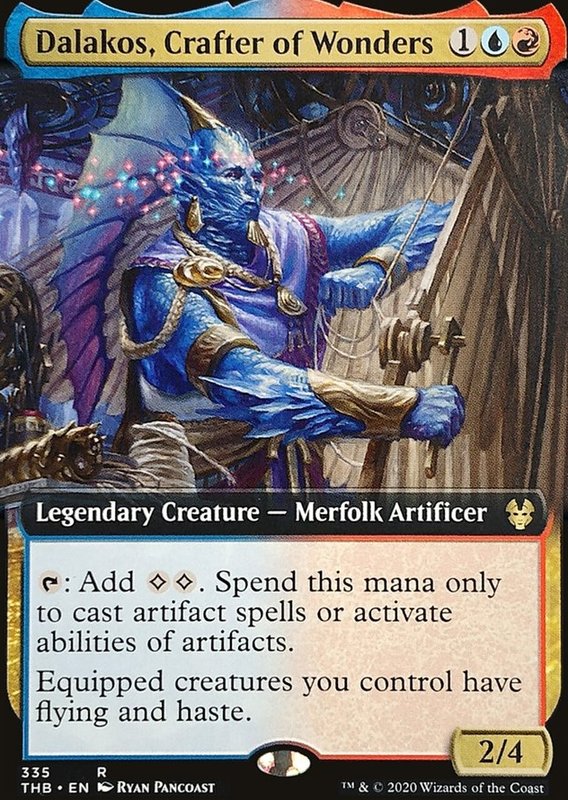 Dalakos, Crafter of Wonders 1
Legendary Creature — Merfolk Artificer
: Add . Spend this mana only
to cast artifact spells or activate
abilities of artifacts.
Equipped creatures you control have
flying and haste.
2/4
335 R
THB • EN Ryan Pancoast
™ & © 2020 Wizards of the Coast